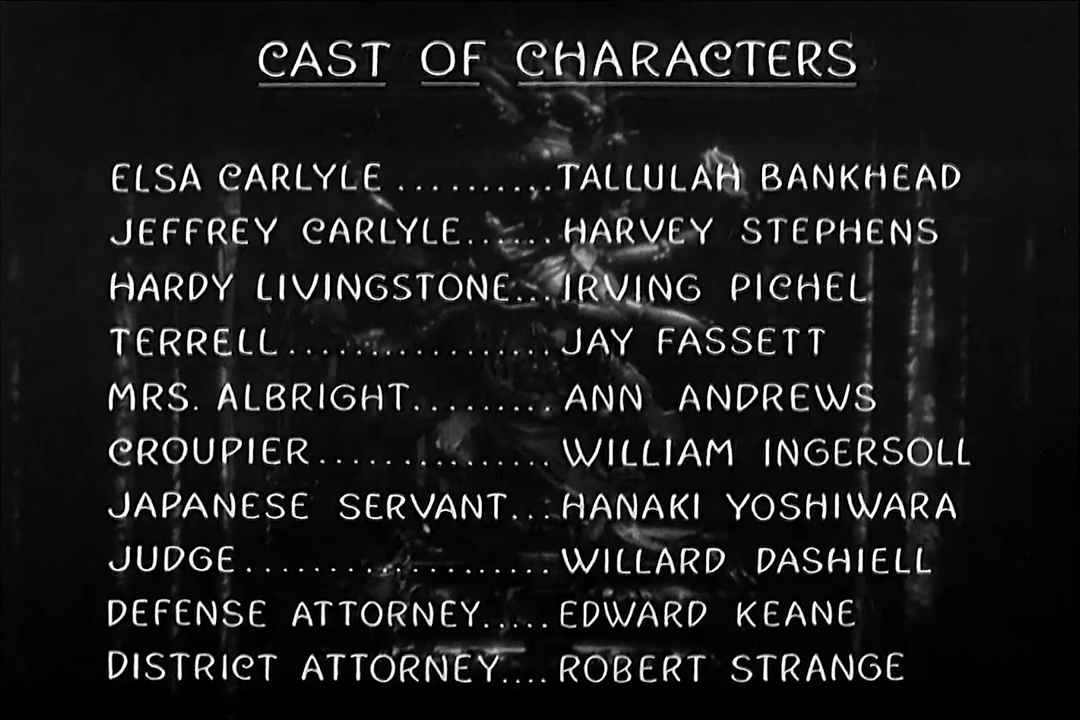 CAST OF CHARACTERS
ELSA CARLYLE..........TALLULAH BANKHEAD
JEFFREY CARLYLE......HARVEY STEPHENS
HARDY LIVINGSTONE...IRVING PICHEL
TERRELL..................JAY FASSETT
MRS. ALBRIGHT.........ANN ANDREWS
CROUPIER...............WILLIAM INGERSOLL
JAPANESE SERVANT...HANAKI YOSHIWARA
JUDGE...................WILLARD DASHIELL
DEFENSE ATTORNEY.....EDWARD KEANE
DISTRICT ATTORNEY....ROBERT STRANGE